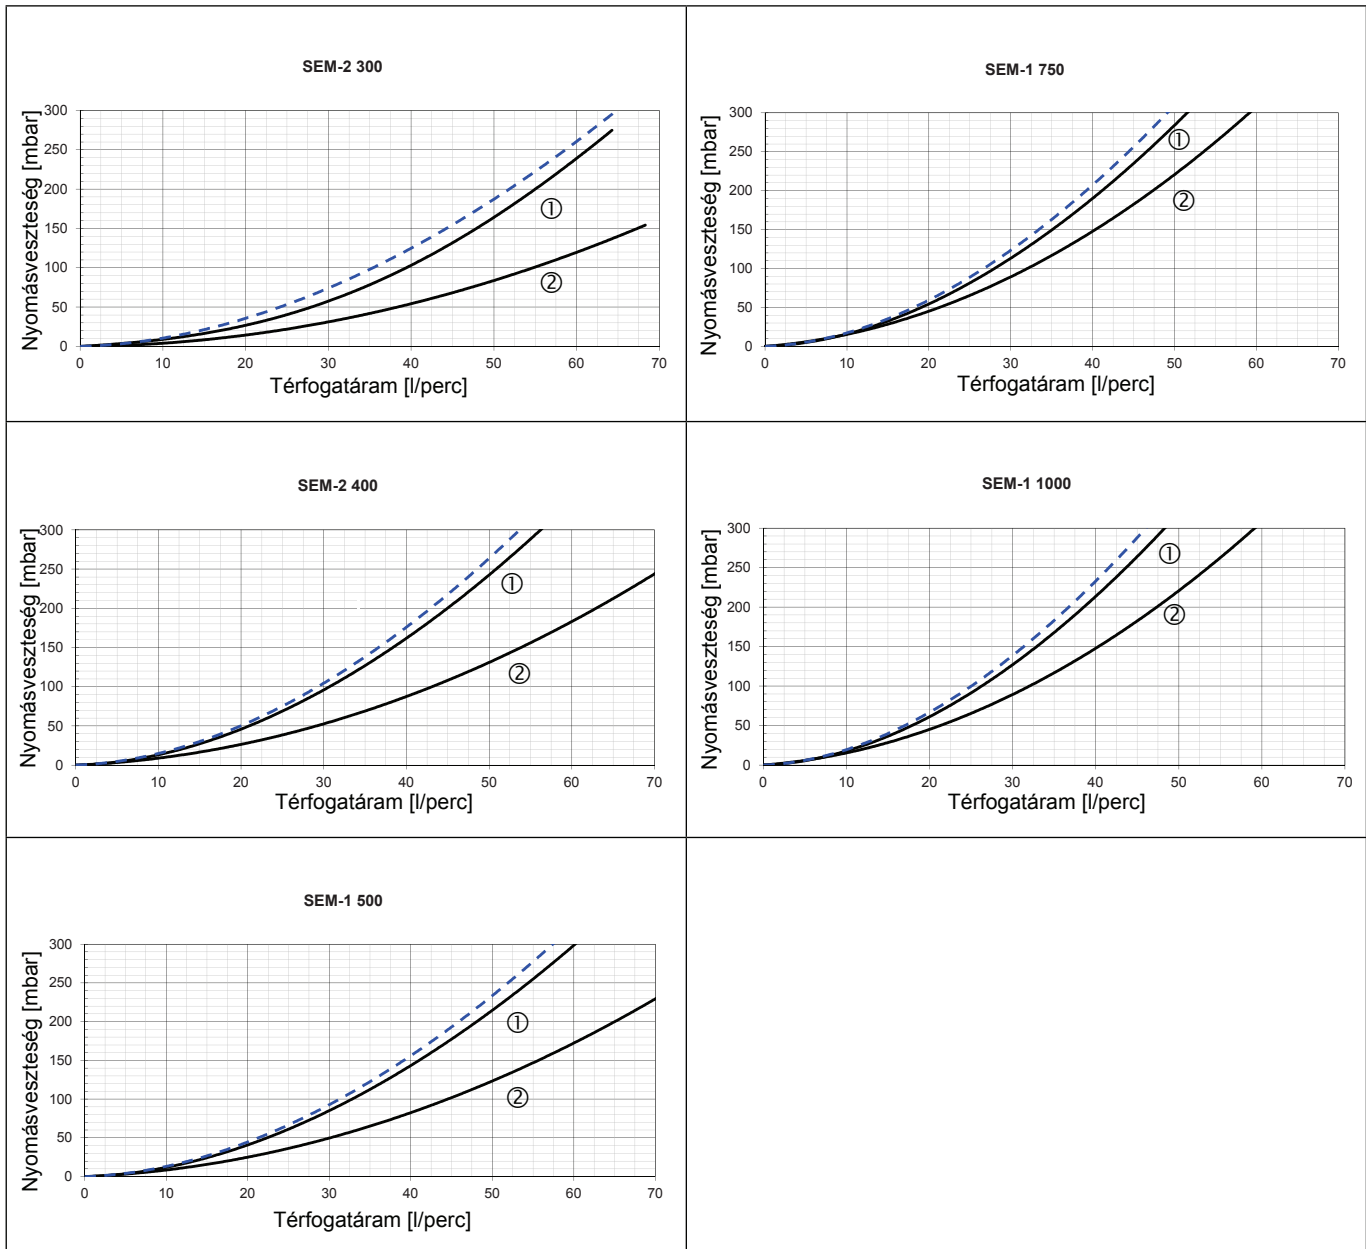 SEM-2 300
Nyomásveszteség [mbar]
300
250
200
150
100
50
0
①
②
0 10 20 30 40 50 60 70
Térfogatáram [l/perc]
SEM-1 750
Nyomásveszteség [mbar]
300
250
200
150
100
50
0
①
②
0 10 20 30 40 50 60 70
Térfogatáram [l/perc]
SEM-2 400
Nyomásveszteség [mbar]
300
250
200
150
100
50
0
①
②
0 10 20 30 40 50 60 70
Térfogatáram [l/perc]
SEM-1 1000
Nyomásveszteség [mbar]
300
250
200
150
100
50
0
①
②
0 10 20 30 40 50 60 70
Térfogatáram [l/perc]
SEM-1 500
Nyomásveszteség [mbar]
300
250
200
150
100
50
0
①
②
0 10 20 30 40 50 60 70
Térfogatáram [l/perc]